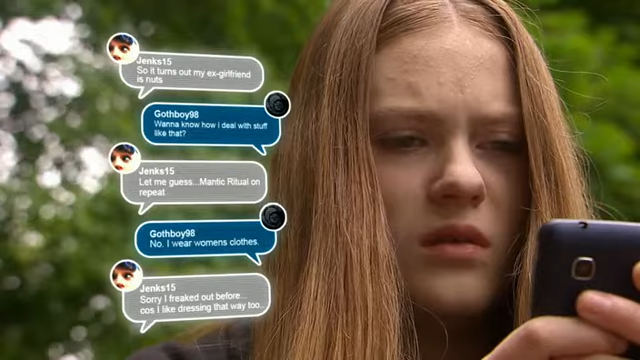 Jenks15
So it turns out my ex-girlfriend
is nuts
Gothboy98
Wanna know how i deal with stuff
like that?
Jenks15
Let me guess...Mantic Ritual on
repeat
Gothboy98
No. I wear womens clothes.
Jenks15
Sorry I freaked out before...
cos I like dressing that way too..